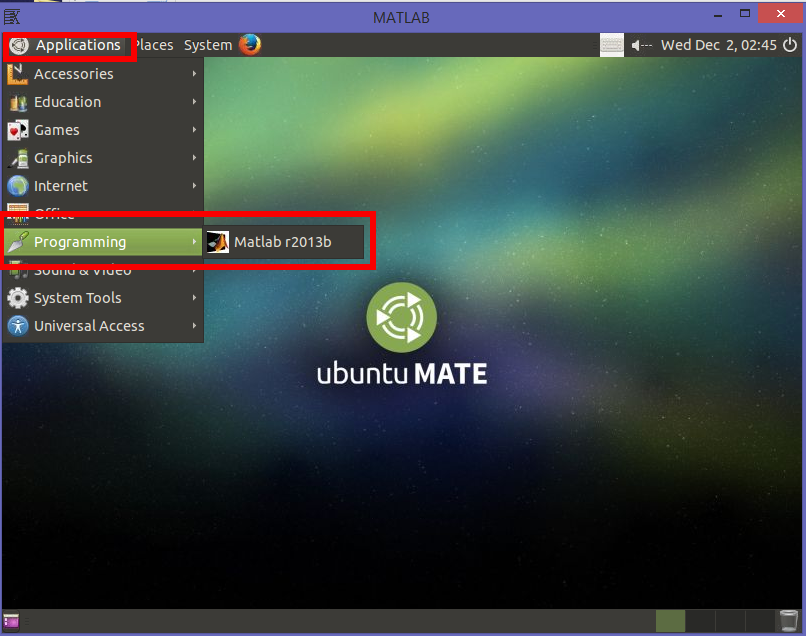 MATLAB
Applications Places System Wed Dec 2, 02:45
Accessories
Education
Games
Graphics
Internet
Office
Programming Matlab r2013b
Sound & Video
System Tools
Universal Access
ubuntu MATE